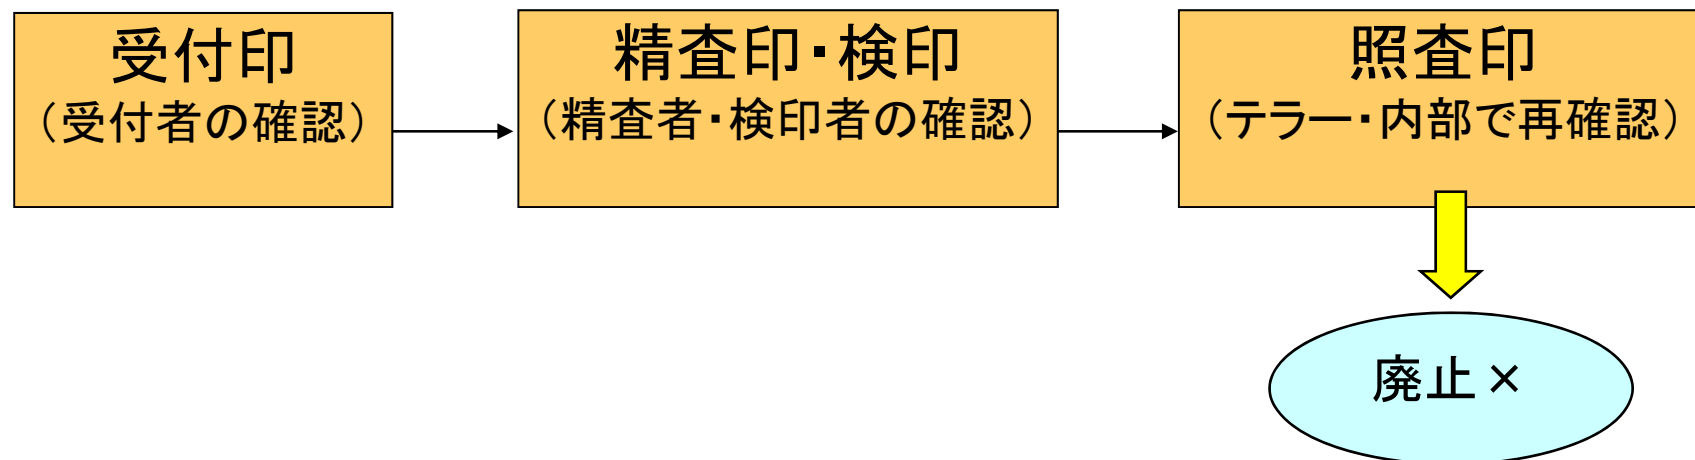 受付印
（受付者の確認）
精査印・検印
（精査者・検印者の確認）
照査印
（テラー・内部で再確認）
廃止×